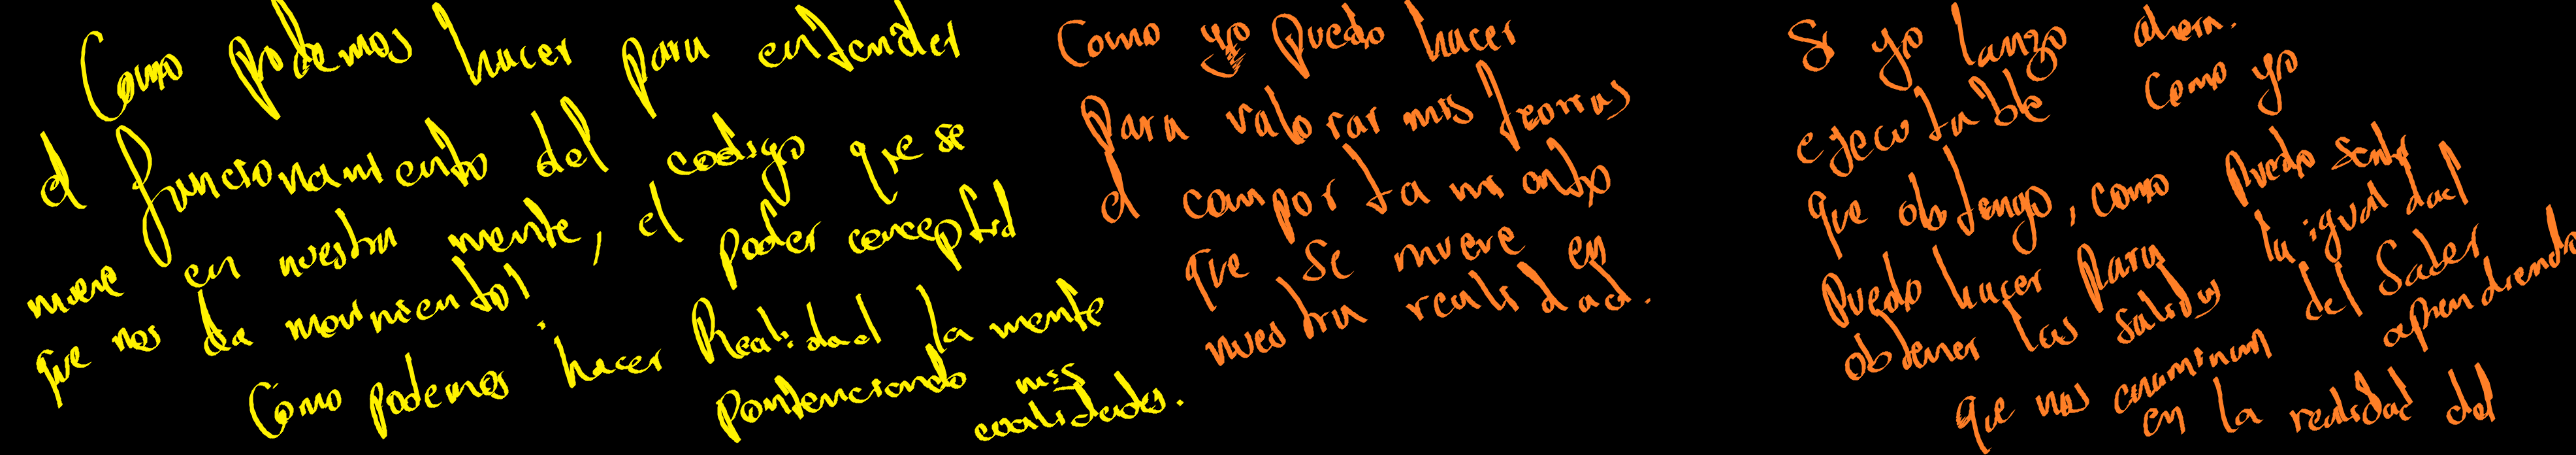 Como podemos hacer para entender
el funcionamiento del codigo que se
mueve en nuestra mente, el poder conceptual
que nos da movimiento!
Como podemos hacer Realidad la mente
pontenciando mis
coalidades.
Como yo puedo hacer
para valorar mis teorias
el comportamiento
que se mueve en
nuestra realidad.
Si yo lanzo ahora.
ejecutable como yo
que obtengo, como puedo sentir
puedo hacer para la igualdad
obtener las salidas del Saber
que nos caminan aprendiendo
en la realidad del